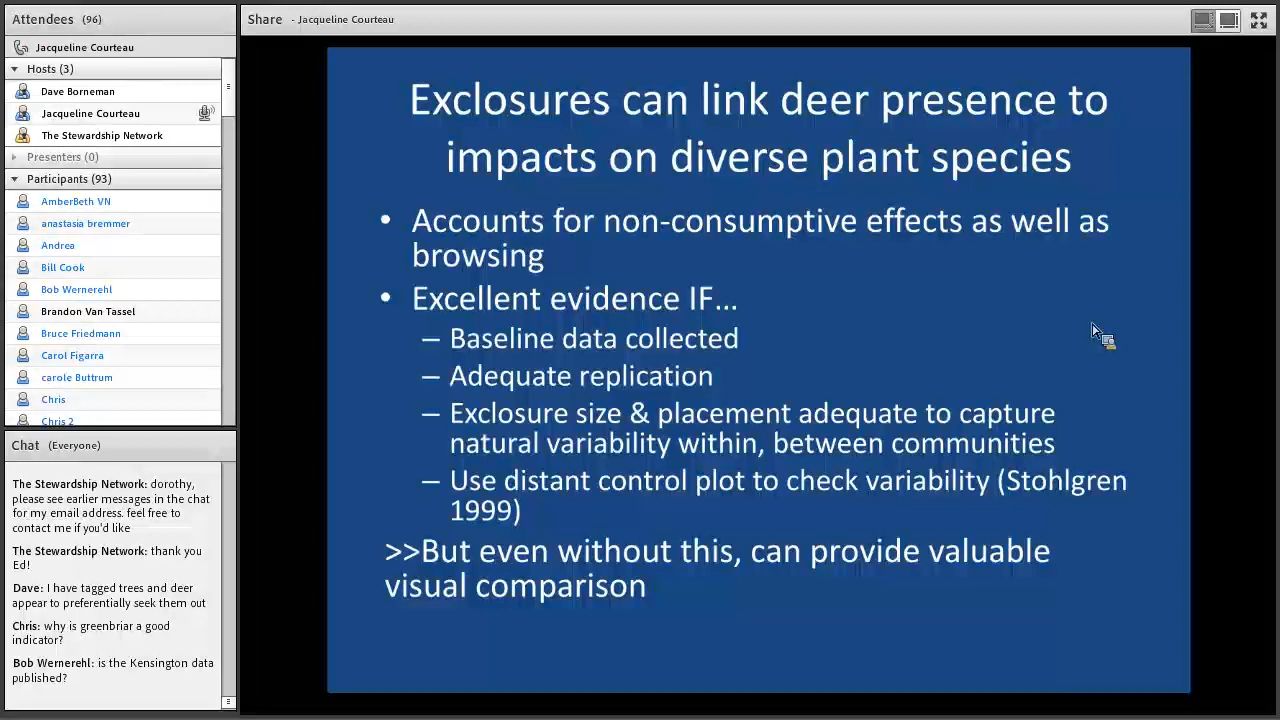 Attendees (96)
Jacqueline Courteau
Hosts (3)
Dave Borneman
Jacqueline Courteau
The Stewardship Network
Presenters (0)
Participants (93)
AmberBeth VN
anastasia bremmer
Andrea
Bill Cook
Bob Wernerehl
Brandon Van Tassel
Bruce Friedmann
Carol Figarra
carole Buttrum
Chris
Chris 2
Chat (Everyone)
The Stewardship Network: dorothy,
please see earlier messages in the chat
for my email address. feel free to
contact me if you'd like
The Stewardship Network: thank you
Ed!
Dave: I have tagged trees and deer
appear to preferentially seek them out
Chris: why is greenbriar a good
indicator?
Bob Wernerehl: is the Kensington data
published?
Share - Jacqueline Courteau
Exclosures can link deer presence to
impacts on diverse plant species
• Accounts for non-consumptive effects as well as
browsing
• Excellent evidence IF…
– Baseline data collected
– Adequate replication
– Exclosure size & placement adequate to capture
natural variability within, between communities
– Use distant control plot to check variability (Stohlgren
1999)
>>But even without this, can provide valuable
visual comparison